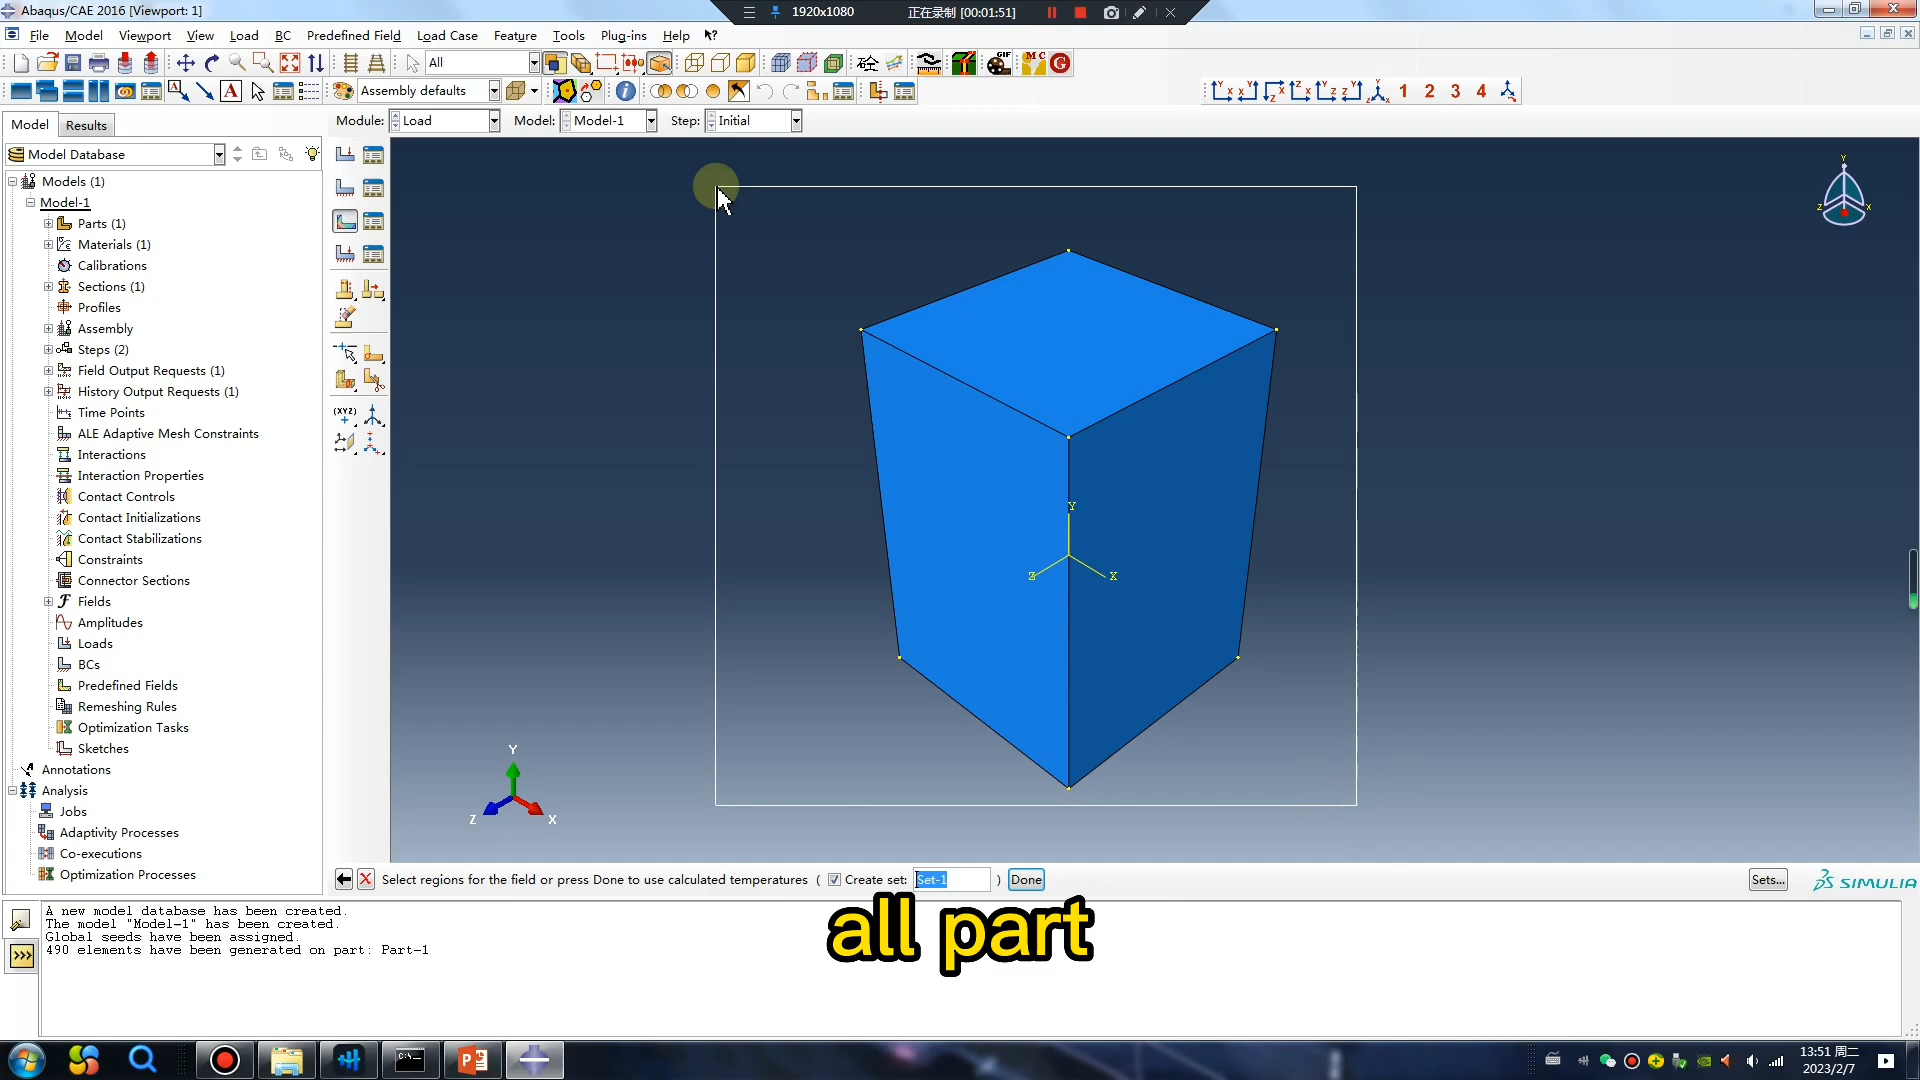 Abaqus/CAE 2016 [Viewport: 1]
1920x1080
正在录制 [00:01:51]
File Model Viewport View Load BC Predefined Field Load Case Feature Tools Plug-ins Help
All
Assembly defaults
1 2 3 4
Model Results
Module: Load Model: Model-1 Step: Initial
Model Database
Models (1)
Model-1
Parts (1)
Materials (1)
Calibrations
Sections (1)
Profiles
Assembly
Steps (2)
Field Output Requests (1)
History Output Requests (1)
Time Points
ALE Adaptive Mesh Constraints
Interactions
Interaction Properties
Contact Controls
Contact Initializations
Contact Stabilizations
Constraints
Connector Sections
Fields
Amplitudes
Loads
BCs
Predefined Fields
Remeshing Rules
Optimization Tasks
Sketches
Annotations
Analysis
Jobs
Adaptivity Processes
Co-executions
Optimization Processes
(XYZ)
Y
Z X
Y
Z X
Y
Z X
Select regions for the field or press Done to use calculated temperatures ( Create set: Set-1 ) Done
Sets...
SIMULIA
A new model database has been created.
The model "Model-1" has been created.
Global seeds have been assigned.
490 elements have been generated on part: Part-1
all part
13:51 周二
2023/2/7